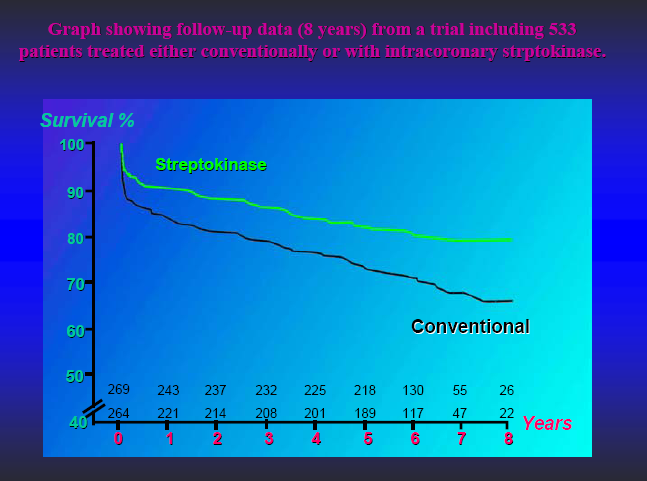 Graph showing follow-up data (8 years) from a trial including 533
patients treated either conventionally or with intracoronary strptokinase.
Survival %
100
Streptokinase
90
80
70
Conventional
60
50
269 243 237 232 225 218 130 55 26
264 221 214 208 201 189 117 47 22
40
Years
0 1 2 3 4 5 6 7 8